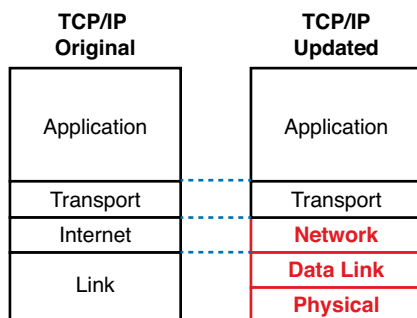 TCP/IP
Original
Application
Transport
Internet
Link
TCP/IP
Updated
Application
Transport
Network
Data Link
Physical